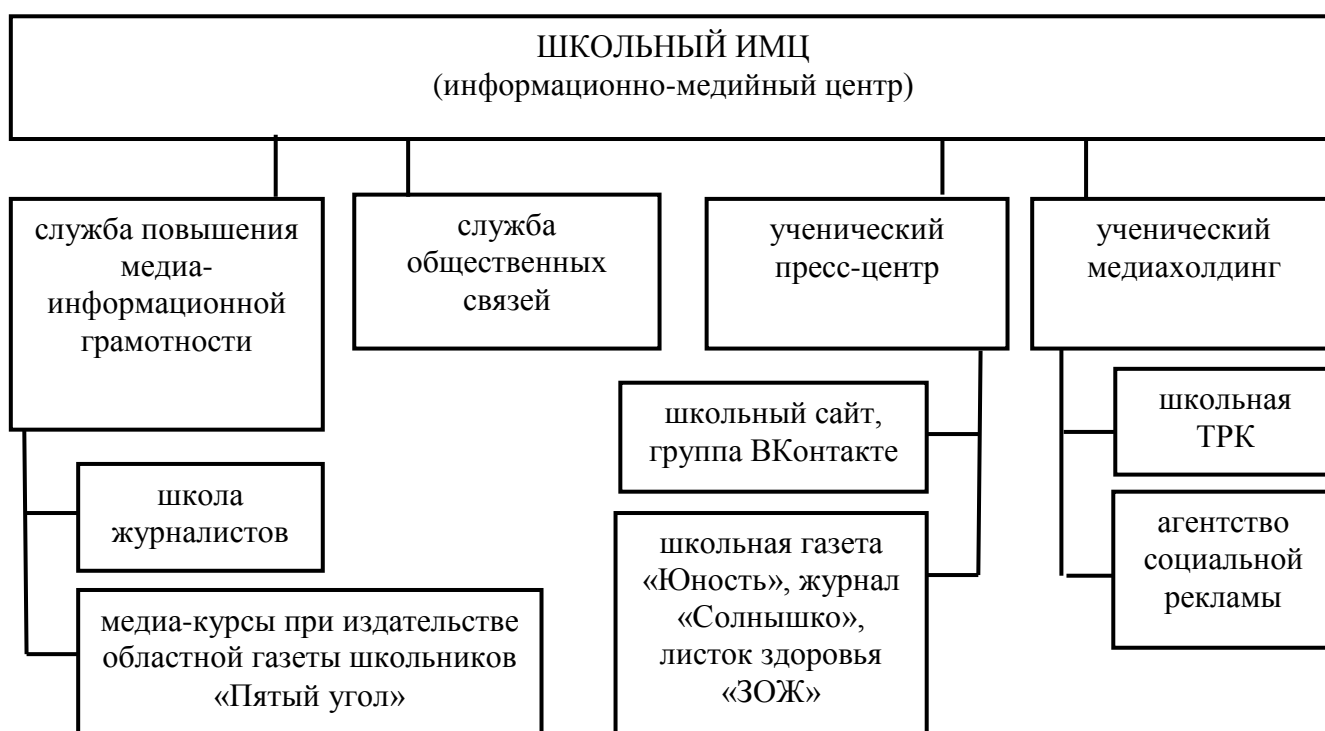 ШКОЛЬНЫЙ ИМЦ
(информационно-медийный центр)
служба повышения
медиа-
информационной
грамотности
служба
общественных
связей
ученический
пресс-центр
ученический
медиахолдинг
школьный сайт,
группа ВКонтакте
школьная
ТРК
школа
журналистов
школьная газета
«Юность», журнал
«Солнышко»,
листок здоровья
«ЗОЖ»
агентство
социальной
рекламы
медиа-курсы при издательстве
областной газеты школьников
«Пятый угол»